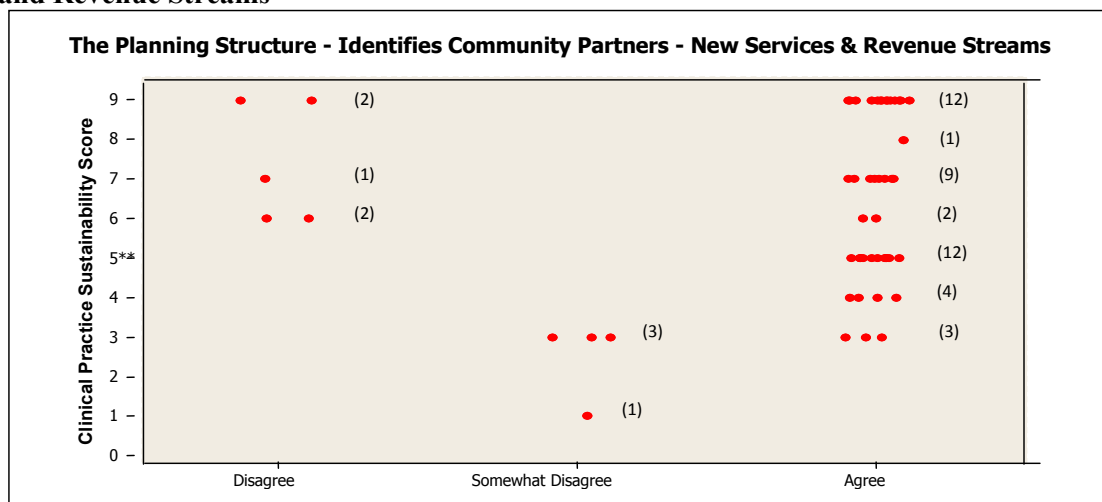 and Revenue Streams
The Planning Structure - Identifies Community Partners - New Services & Revenue Streams
Clinical Practice Sustainability Score
9 (2) (12)
8 (1)
7 (1) (9)
6 (2) (2)
5** (12)
4 (4)
3 (3) (3)
2
1 (1)
0
Disagree Somewhat Disagree Agree